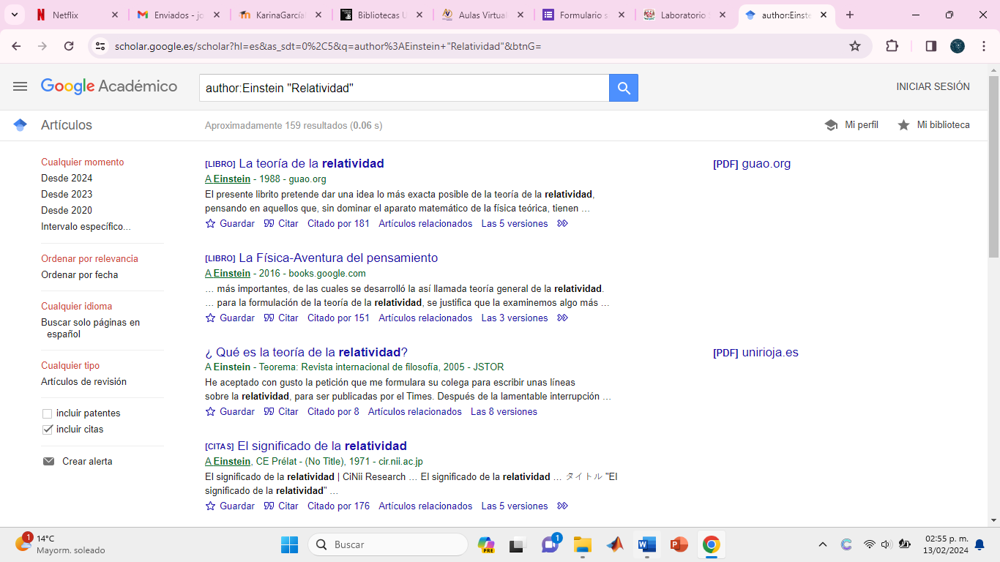 Netflix
Enviados - jo
KarinaGarcíal
Bibliotecas U
Aulas Virtual
Formulario s
Laboratorio
author:Einste
scholar.google.es/scholar?hl=es&as_sdt=0%2C5&q=author%3AEinstein+"Relatividad"&btnG=
Google Académico
author:Einstein "Relatividad"
INICIAR SESIÓN
Artículos
Aproximadamente 159 resultados (0.06 s)
Mi perfil
Mi biblioteca
Cualquier momento
Desde 2024
Desde 2023
Desde 2020
Intervalo específico...
Ordenar por relevancia
Ordenar por fecha
Cualquier idioma
Buscar solo páginas en
español
Cualquier tipo
Artículos de revisión
incluir patentes
incluir citas
Crear alerta
[LIBRO] La teoría de la relatividad
A Einstein - 1988 - guao.org
El presente librito pretende dar una idea lo más exacta posible de la teoría de la relatividad,
pensando en aquellos que, sin dominar el aparato matemático de la física teórica, tienen …
Guardar Citar Citado por 181 Artículos relacionados Las 5 versiones
[PDF] guao.org
[LIBRO] La Física-Aventura del pensamiento
A Einstein - 2016 - books.google.com
… más importantes, de las cuales se desarrolló la así llamada teoría general de la relatividad.
… para la formulación de la teoría de la relatividad, se justifica que la examinemos algo más …
Guardar Citar Citado por 151 Artículos relacionados Las 3 versiones
¿ Qué es la teoría de la relatividad?
A Einstein - Teorema: Revista internacional de filosofía, 2005 - JSTOR
He aceptado con gusto la petición que me formulara su colega para escribir unas líneas
sobre la relatividad, para ser publicadas por el Times. Después de la lamentable interrupción …
Guardar Citar Citado por 8 Artículos relacionados Las 8 versiones
[PDF] unirioja.es
[CITAS] El significado de la relatividad
A Einstein, CE Prélat - (No Title), 1971 - cir.nii.ac.jp
El significado de la relatividad | CiNii Research … El significado de la relatividad … タイトル "El
significado de la relatividad" …
Guardar Citar Citado por 176 Artículos relacionados Las 5 versiones
1
14°C
Mayorm. soleado
Buscar
PRE
1
02:55 p. m.
13/02/2024